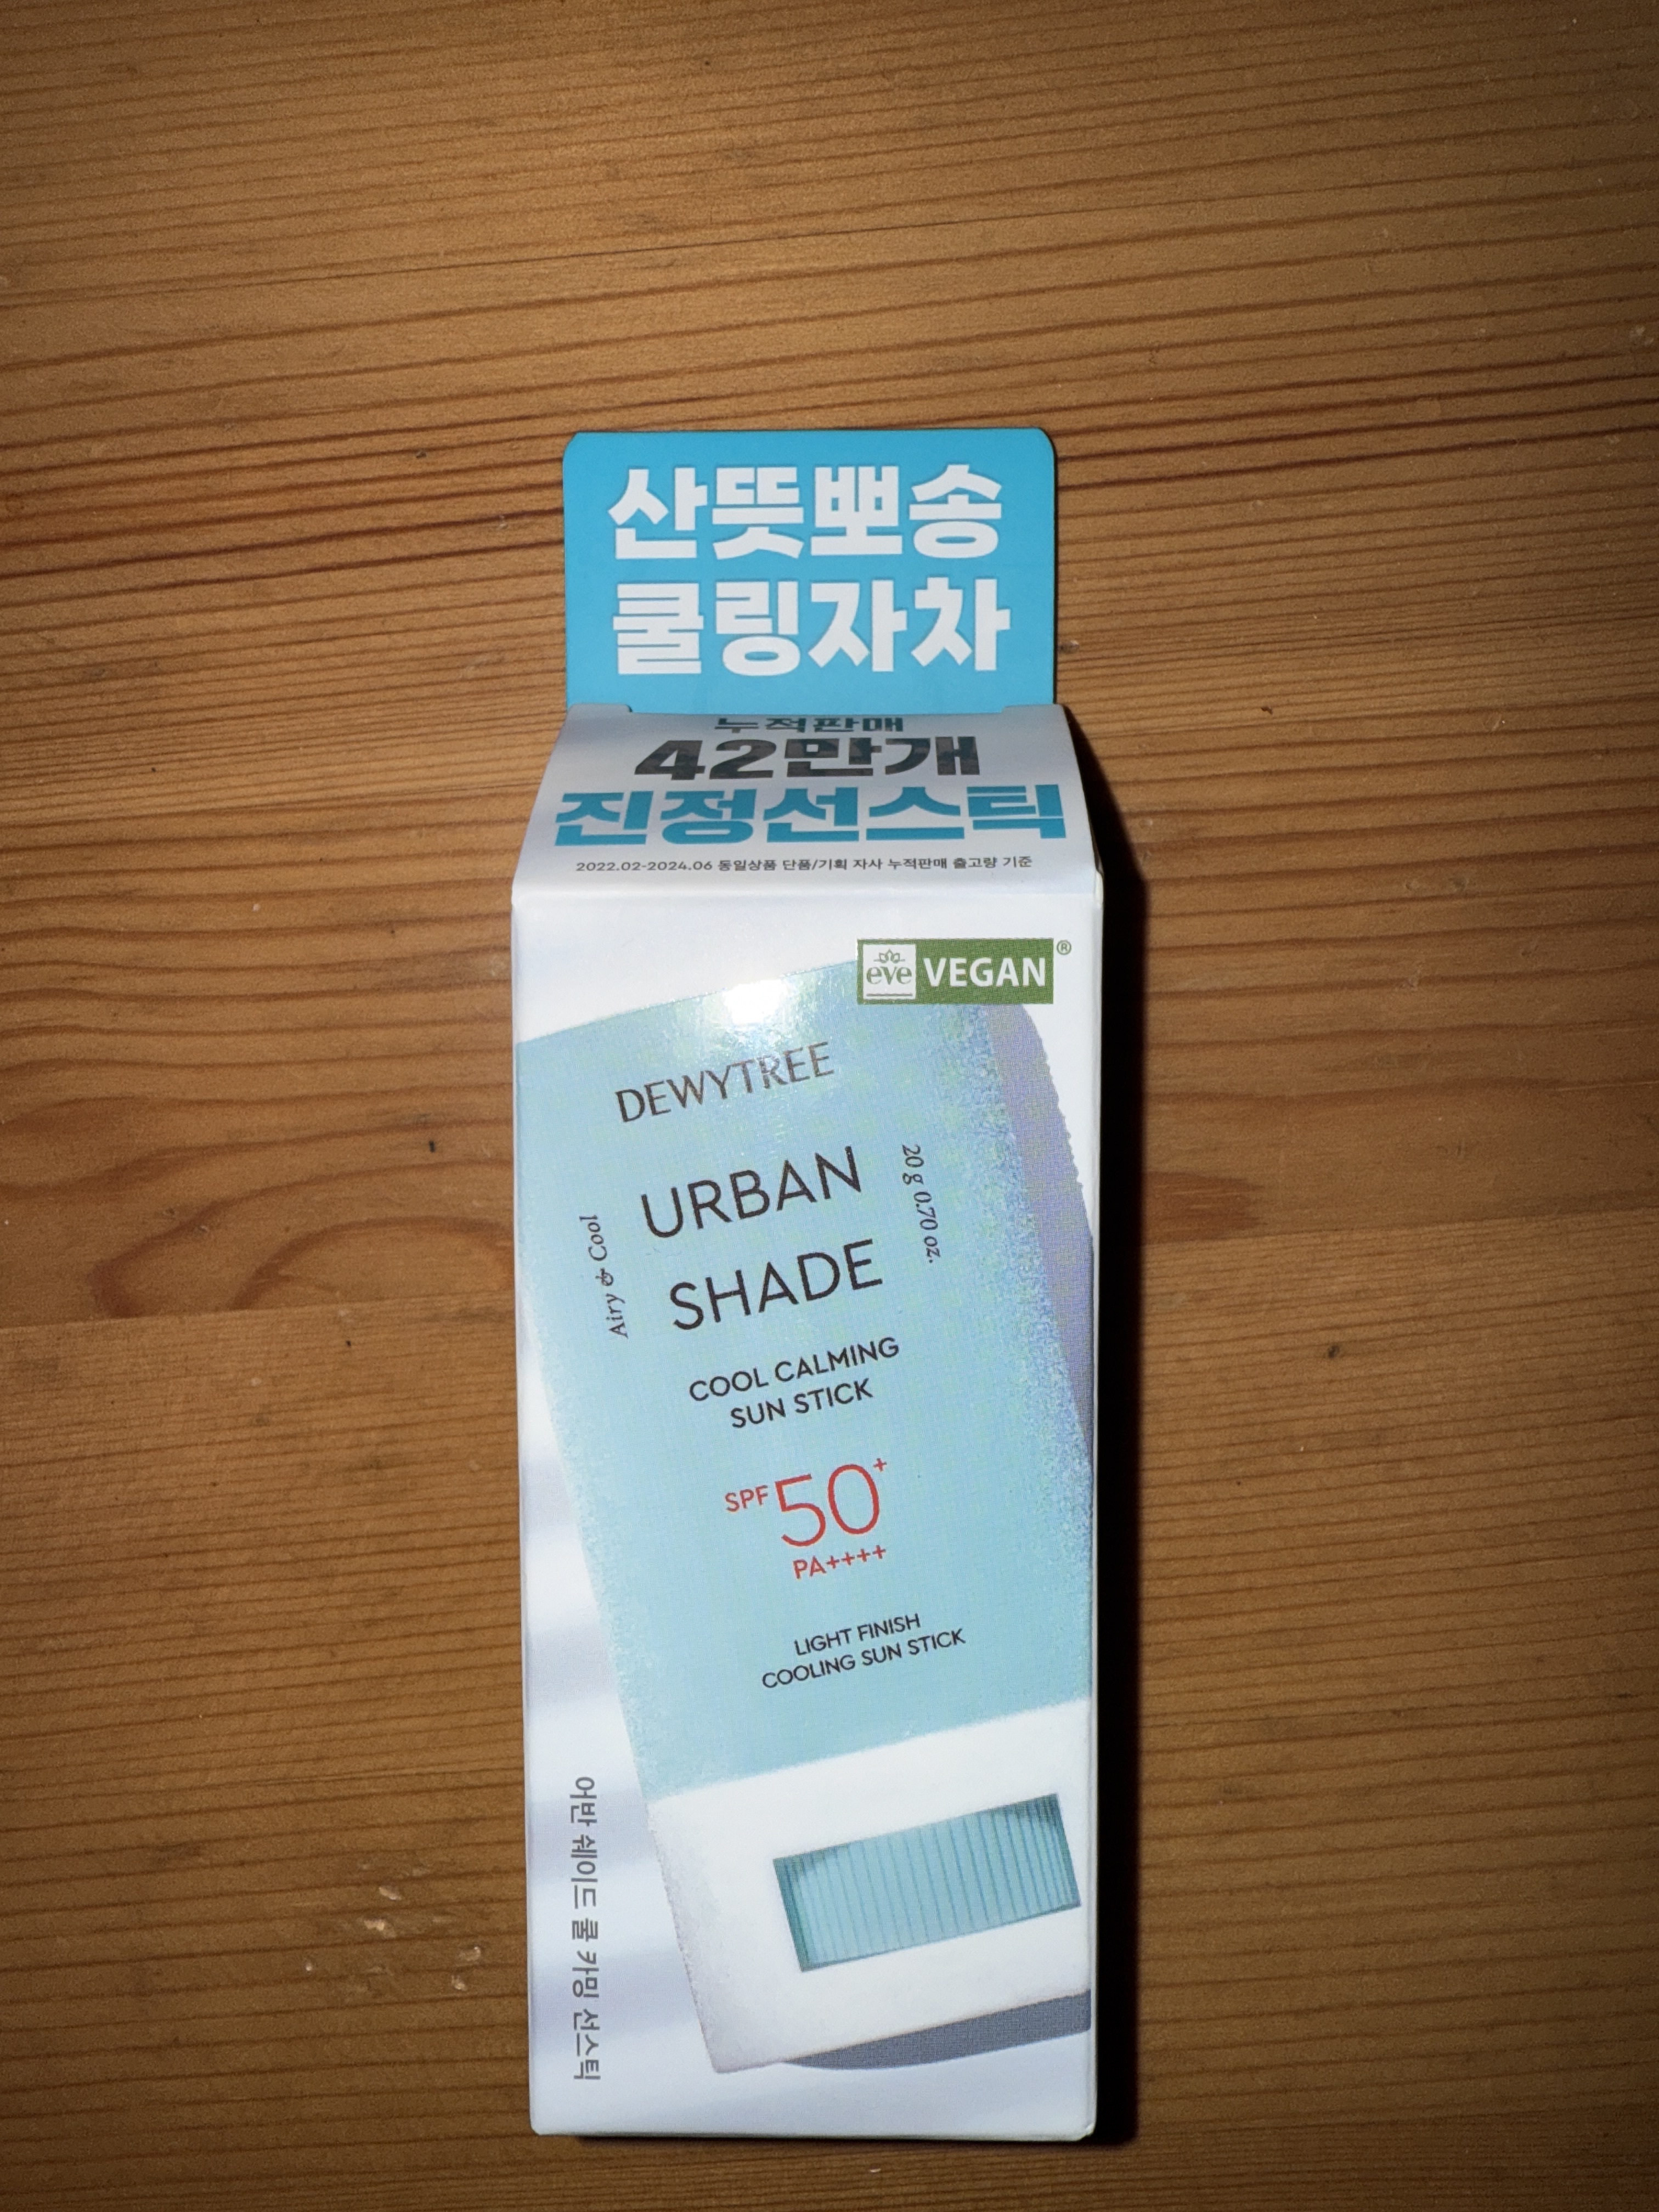 산뜻뽀송
쿨링자차
누적판매
42만개
진정선스틱
2022.02-2024.06 동일상품 단품/기획 자사 누적판매 출고량 기준
eve VEGAN®
DEWYTREE
URBAN
SHADE
Airy & Cool
20 g 0.70 oz.
COOL CALMING
SUN STICK
SPF 50+
PA++++
LIGHT FINISH
COOLING SUN STICK
어반 쉐이드 쿨 카밍 선스틱